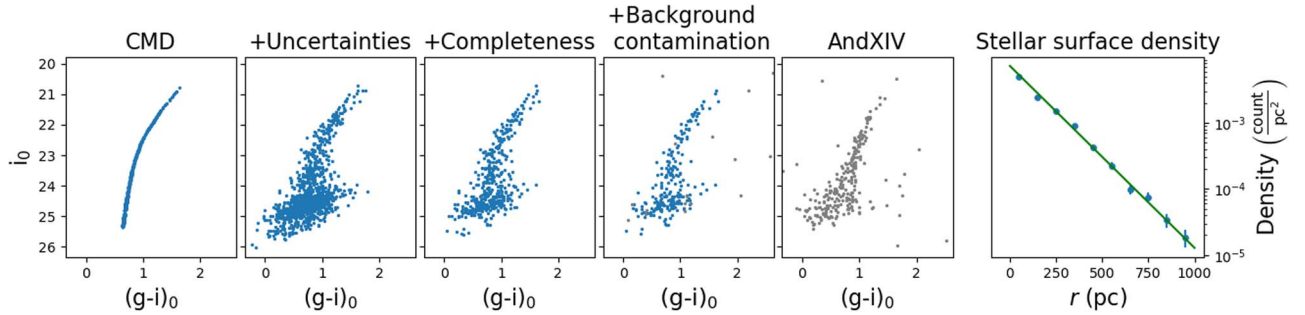 CMD
+Uncertainties
+Completeness
+Background
contamination
AndXIV
Stellar surface density
20
21
22
23
24
25
26
i₀
0 1 2
0 1 2
0 1 2
0 1 2
0 1 2
0 250 500 750 1000
(g-i)₀
(g-i)₀
(g-i)₀
(g-i)₀
(g-i)₀
r (pc)
10⁻³
10⁻⁴
10⁻⁵
Density (count/pc²)